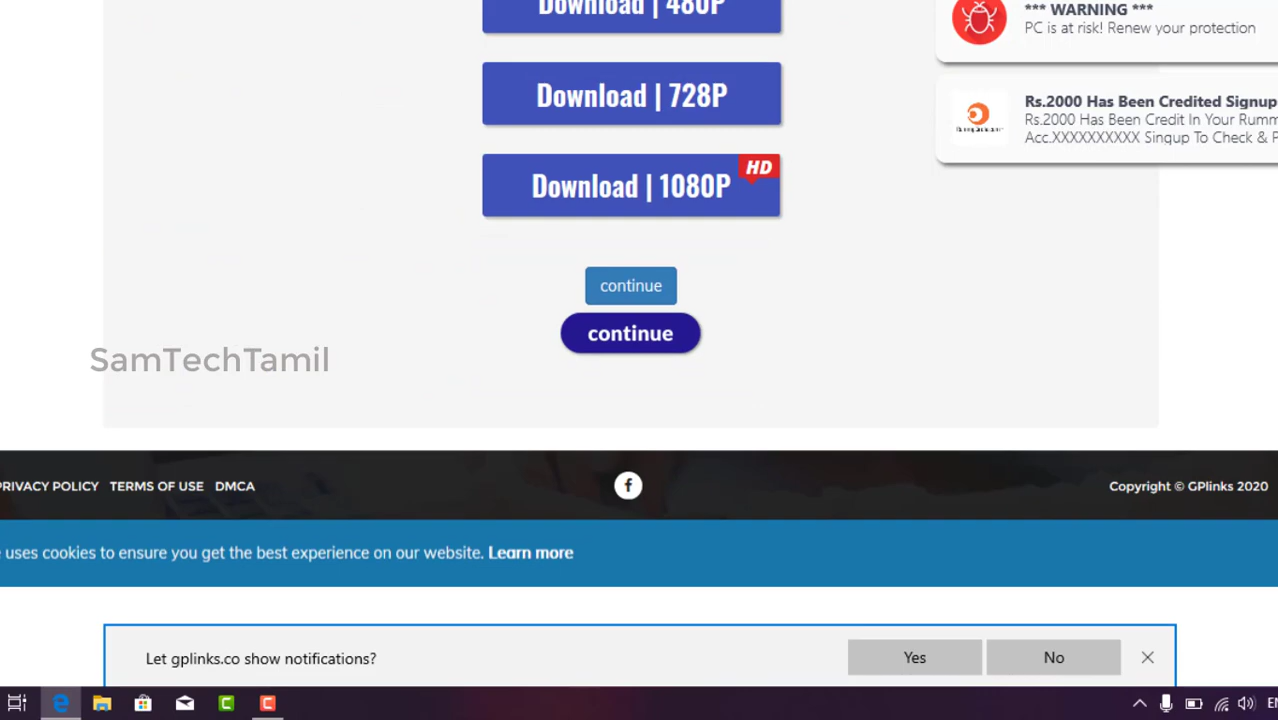 Download | 480P
*** WARNING ***
PC is at risk! Renew your protection
Download | 728P
Rs.2000 Has Been Credited Signup
Rs.2000 Has Been Credit In Your Rumm
Acc.XXXXXXXXXX Singup To Check & P
Download | 1080P
HD
continue
continue
SamTechTamil
PRIVACY POLICY TERMS OF USE DMCA
f
Copyright © GPlinks 2020
uses cookies to ensure you get the best experience on our website. Learn more
Let gplinks.co show notifications?
Yes
No